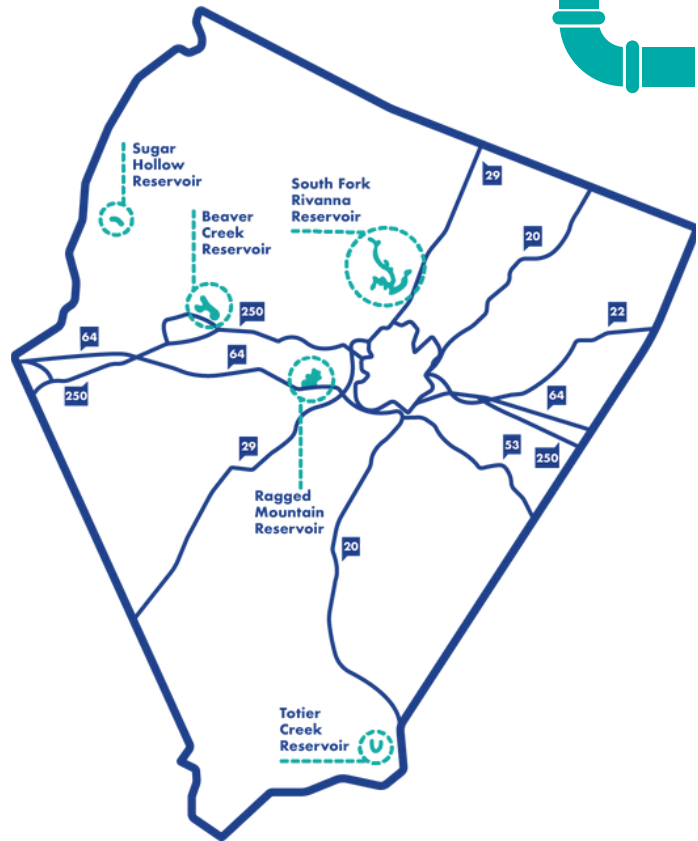 29
Sugar
Hollow
Reservoir
South Fork
Rivanna
Reservoir
Beaver
Creek
Reservoir
20
250
22
64
64
250
64
29
53
250
Ragged
Mountain
Reservoir
20
Totier
Creek
Reservoir